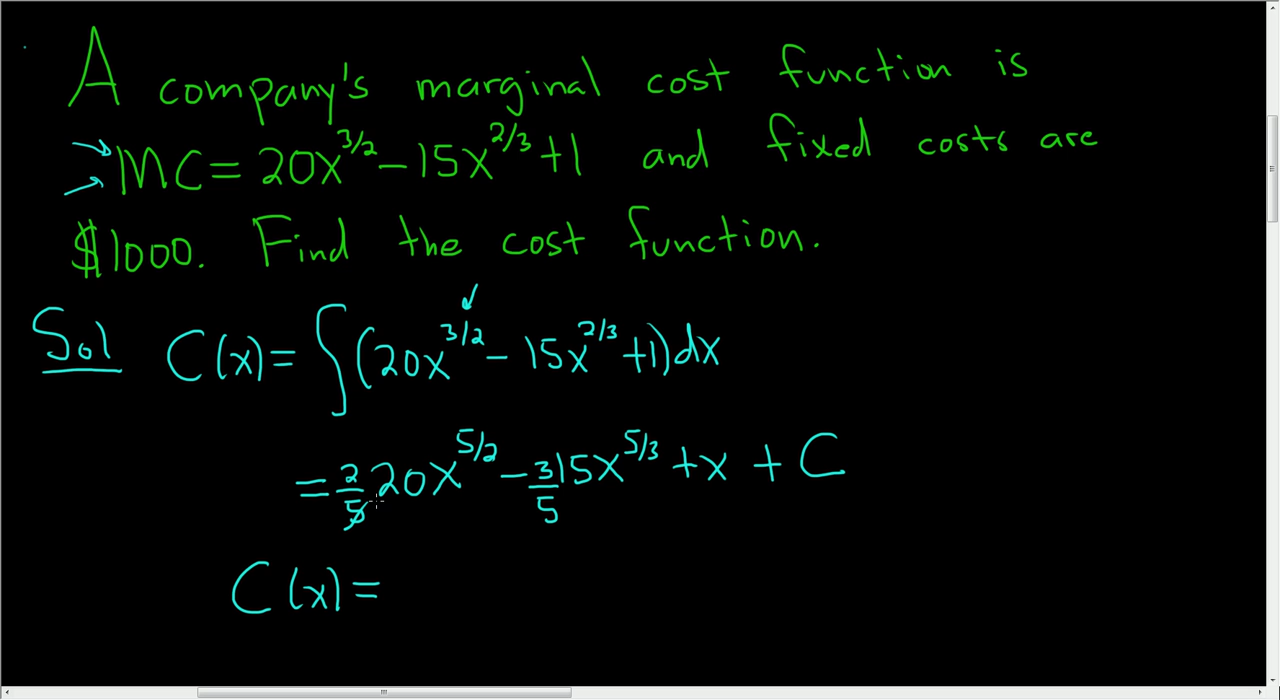 A company's marginal cost function is
MC = 20x^{3/2} - 15x^{2/3} + 1 and fixed costs are
$1000. Find the cost function.
Sol C(x) = ∫(20x^{3/2} - 15x^{2/3} + 1)dx
= \frac{2}{5}20x^{5/2} - \frac{3}{5}15x^{5/3} + x + C
C(x) =